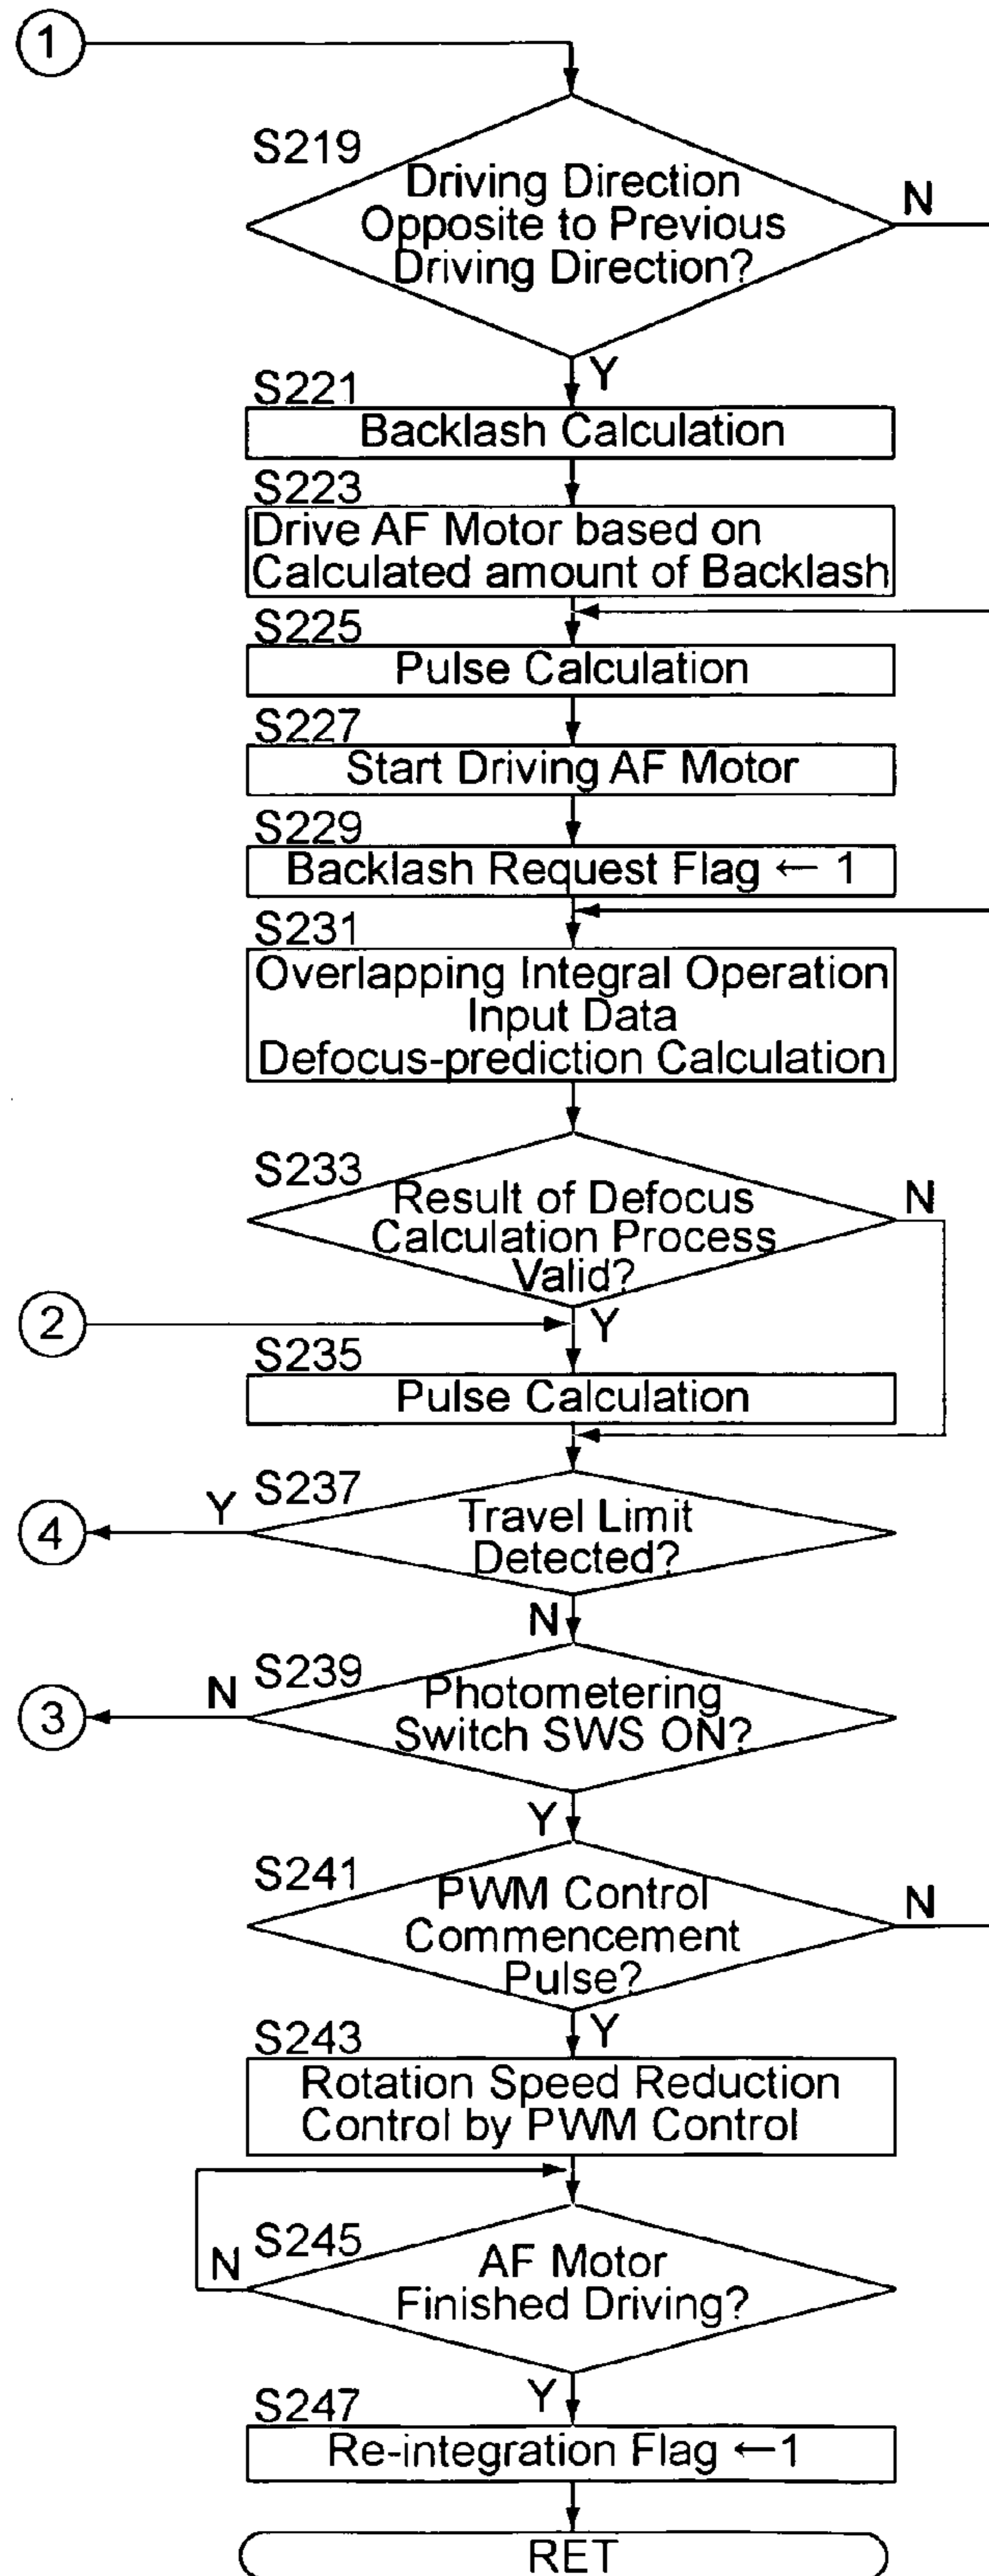 1
S219
Driving Direction
Opposite to Previous
Driving Direction?
N
Y
S221
Backlash Calculation
S223
Drive AF Motor based on
Calculated amount of Backlash
S225
Pulse Calculation
S227
Start Driving AF Motor
S229
Backlash Request Flag ← 1
S231
Overlapping Integral Operation
Input Data
Defocus-prediction Calculation
S233
Result of Defocus
Calculation Process
Valid?
N
2
Y
S235
Pulse Calculation
S237
Y
4
Travel Limit
Detected?
N
S239
N
3
Photometering
Switch SWS ON?
Y
S241
PWM Control
Commencement
Pulse?
N
Y
S243
Rotation Speed Reduction
Control by PWM Control
S245
N
AF Motor
Finished Driving?
Y
S247
Re-integration Flag ←1
RET